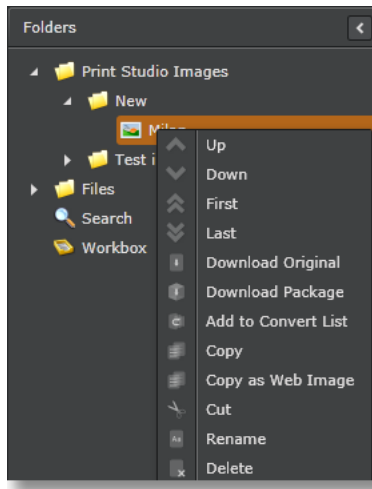 Folders
Print Studio Images
New
Test i
Files
Search
Workbox
Up
Down
First
Last
Download Original
Download Package
Add to Convert List
Copy
Copy as Web Image
Cut
Rename
Delete